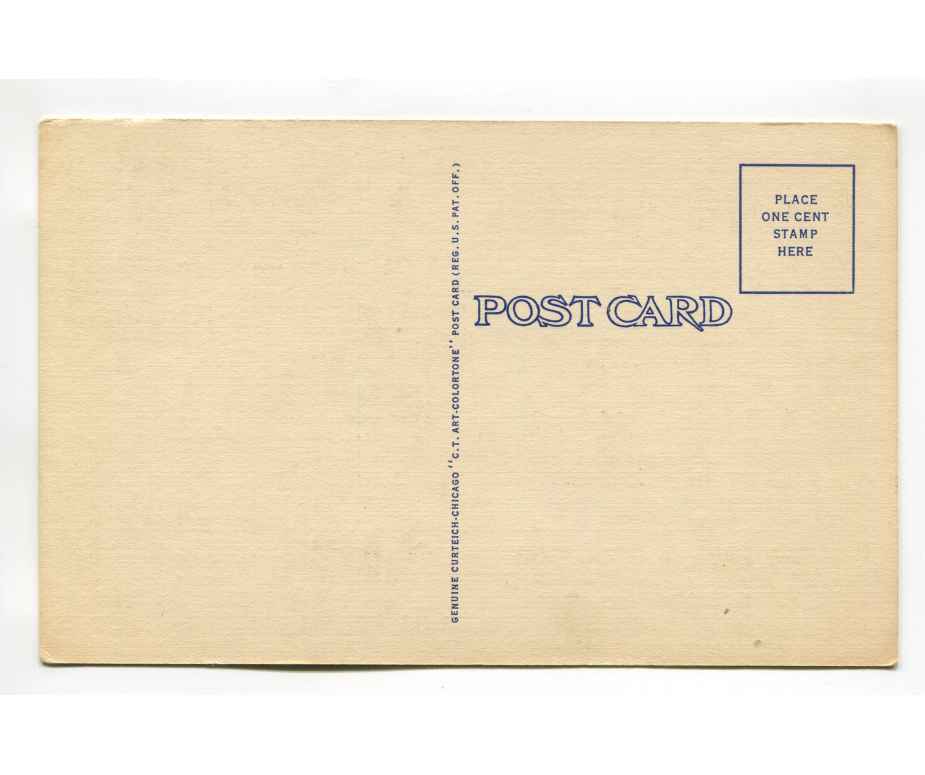 GENUINE CURTEICH-CHICAGO "C.T. ART-COLORTONE" POST CARD (REG. U.S. PAT. OFF.)
PLACE
ONE CENT
STAMP
HERE
POST CARD